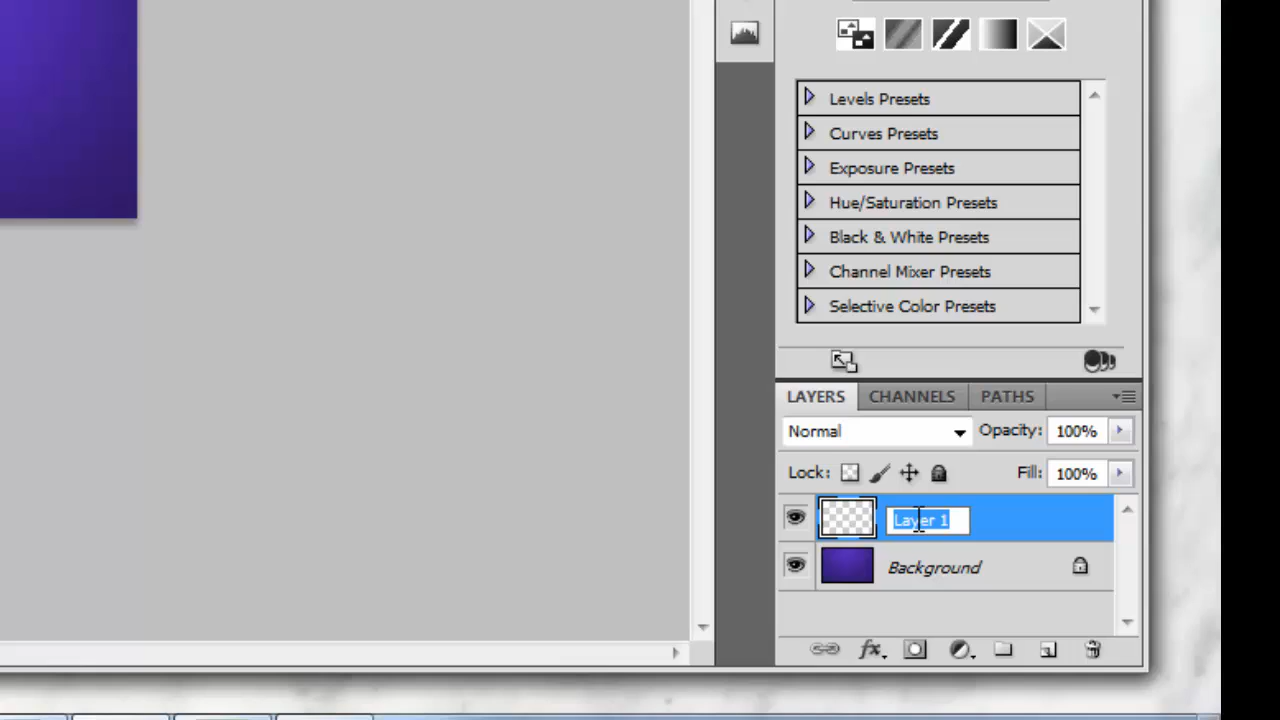 Levels Presets
Curves Presets
Exposure Presets
Hue/Saturation Presets
Black & White Presets
Channel Mixer Presets
Selective Color Presets
LAYERS CHANNELS PATHS
Normal Opacity: 100%
Lock: Fill: 100%
Layer 1
Background
fx